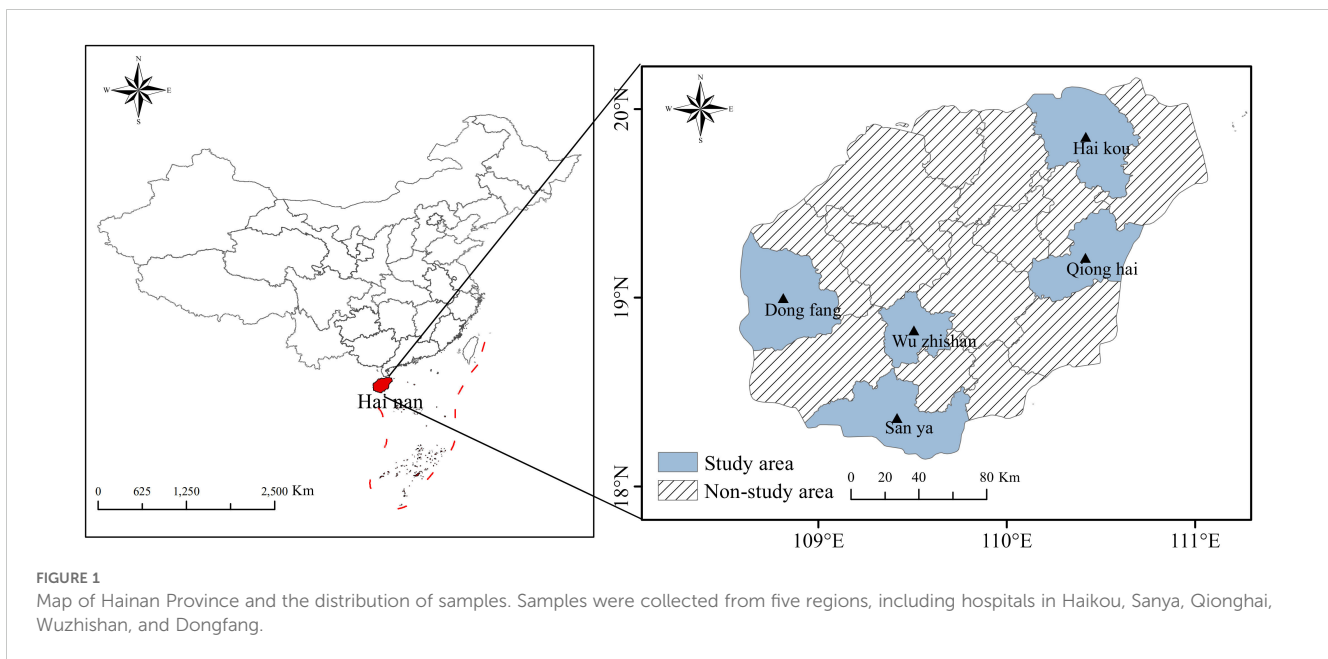 N
W
E
S
Hai nan
0 625 1,250 2,500 Km
N
W
E
S
20°N
19°N
18°N
Hai kou
Qiong hai
Dong fang
Wu zhishan
San ya
Study area
Non-study area
0 20 40 80 Km
109°E 110°E 111°E
FIGURE 1
Map of Hainan Province and the distribution of samples. Samples were collected from five regions, including hospitals in Haikou, Sanya, Qionghai,
Wuzhishan, and Dongfang.